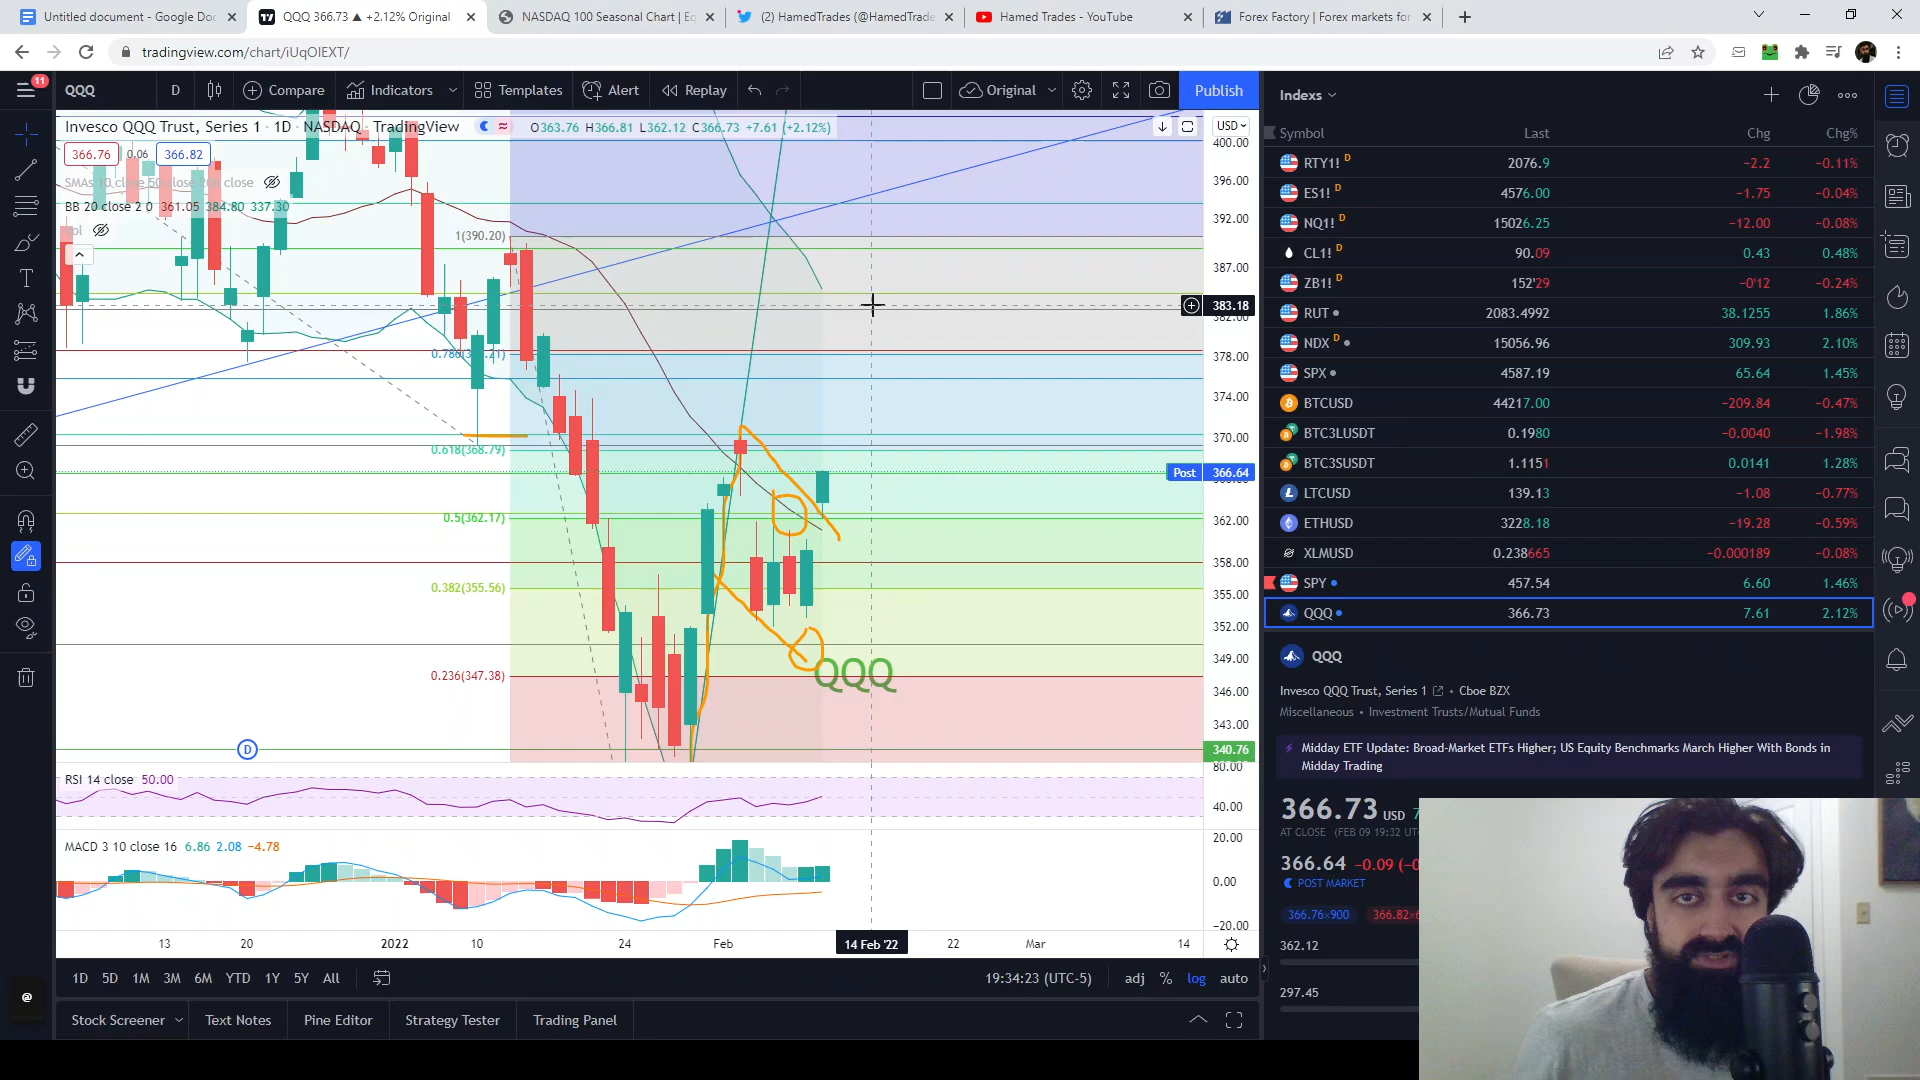 Untitled document - Google Doc
QQQ 366.73 ▲ +2.12% Original
NASDAQ 100 Seasonal Chart | Eq
(2) HamedTrades (@HamedTrade
Hamed Trades - YouTube
Forex Factory | Forex markets for
tradingview.com/chart/iUqOIEXT/
11
QQQ
D
Compare
Indicators
Templates
Alert
Replay
Original
Publish
Invesco QQQ Trust, Series 1 · 1D · NASDAQ · TradingView
O363.76 H366.81 L362.12 C366.73 +7.61 (+2.12%)
366.76
0.06
366.82
BB 20 close 2 0 361.05 384.80 337.30
USD
400.00
396.00
392.00
387.00
383.18
382.00
378.00
374.00
370.00
Post 366.64
362.00
358.00
355.00
352.00
349.00
346.00
343.00
340.76
1(390.20)
0.618(368.79)
0.5(362.17)
0.382(355.56)
0.236(347.38)
QQQ
D
RSI 14 close 50.00
80.00
40.00
MACD 3 10 close 16 6.86 2.08 −4.78
20.00
0.00
−20.00
13
20
2022
10
24
Feb
14 Feb '22
22
Mar
14
1D 5D 1M 3M 6M YTD 1Y 5Y All
19:34:23 (UTC-5)
adj % log auto
Stock Screener
Text Notes
Pine Editor
Strategy Tester
Trading Panel
Indexs
Symbol Last Chg Chg%
RTY1! D 2076.9 −2.2 −0.11%
ES1! D 4576.00 −1.75 −0.04%
NQ1! D 15026.25 −12.00 −0.08%
CL1! D 90.09 0.43 0.48%
ZB1! D 152'29 −0'12 −0.24%
RUT 2083.4992 38.1255 1.86%
NDX D 15056.96 309.93 2.10%
SPX 4587.19 65.64 1.45%
BTCUSD 44217.00 −209.84 −0.47%
BTC3LUSDT 0.1980 −0.0040 −1.98%
BTC3SUSDT 1.1151 0.0141 1.28%
LTCUSD 139.13 −1.08 −0.77%
ETHUSD 3228.18 −19.28 −0.59%
XLMUSD 0.238665 −0.000189 −0.08%
SPY 457.54 6.60 1.46%
QQQ 366.73 7.61 2.12%
QQQ
Invesco QQQ Trust, Series 1 • Cboe BZX
Miscellaneous • Investment Trusts/Mutual Funds
Midday ETF Update: Broad-Market ETFs Higher; US Equity Benchmarks March Higher With Bonds in
Midday Trading
366.73 USD 7
AT CLOSE (FEB 09 19:32 UT
366.64 −0.09 (−0
POST MARKET
366.76×900
366.82×
362.12
297.45